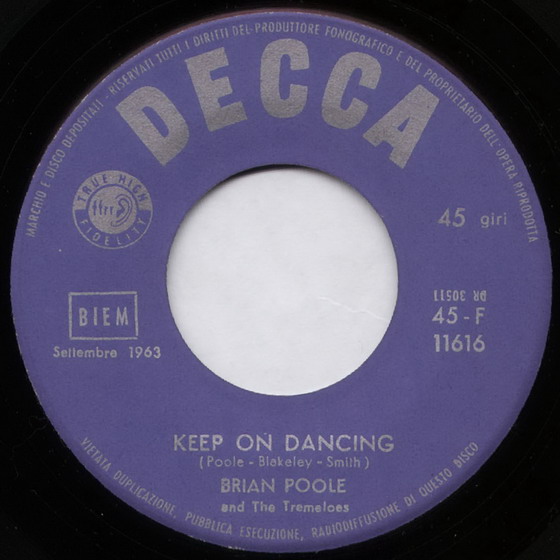 MARCHIO E DISCO DEPOSITATI - RISERVATI TUTTI I DIRITTI DEL PRODUTTORE FONOGRAFICO E DEL PROPRIETARIO DELL'OPERA RIPRODOTTA
DECCA
TRUE HIGH
ffrr
FIDELITY
45 giri
DR 30511
BIEM
45-F
Settembre 1963
11616
KEEP ON DANCING
(Poole - Blakeley - Smith)
BRIAN POOLE
and The Tremeloes
VIETATA DUPLICAZIONE, PUBBLICA ESECUZIONE, RADIODIFFUSIONE DI QUESTO DISCO